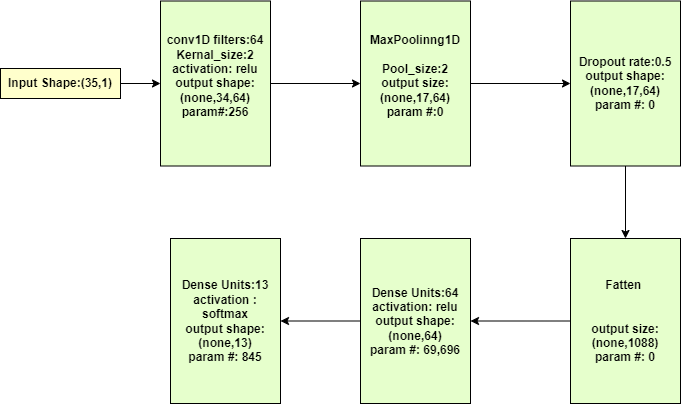 Input Shape:(35,1)
conv1D filters:64
Kernal_size:2
activation: relu
output shape:
(none,34,64)
param#:256
MaxPoolinng1D
Pool_size:2
output size:
(none,17,64)
param #:0
Dropout rate:0.5
output shape:
(none,17,64)
param #: 0
Fatten
output size:
(none,1088)
param #: 0
Dense Units:64
activation: relu
output shape:
(none,64)
param #: 69,696
Dense Units:13
activation :
softmax
output shape:
(none,13)
param #: 845